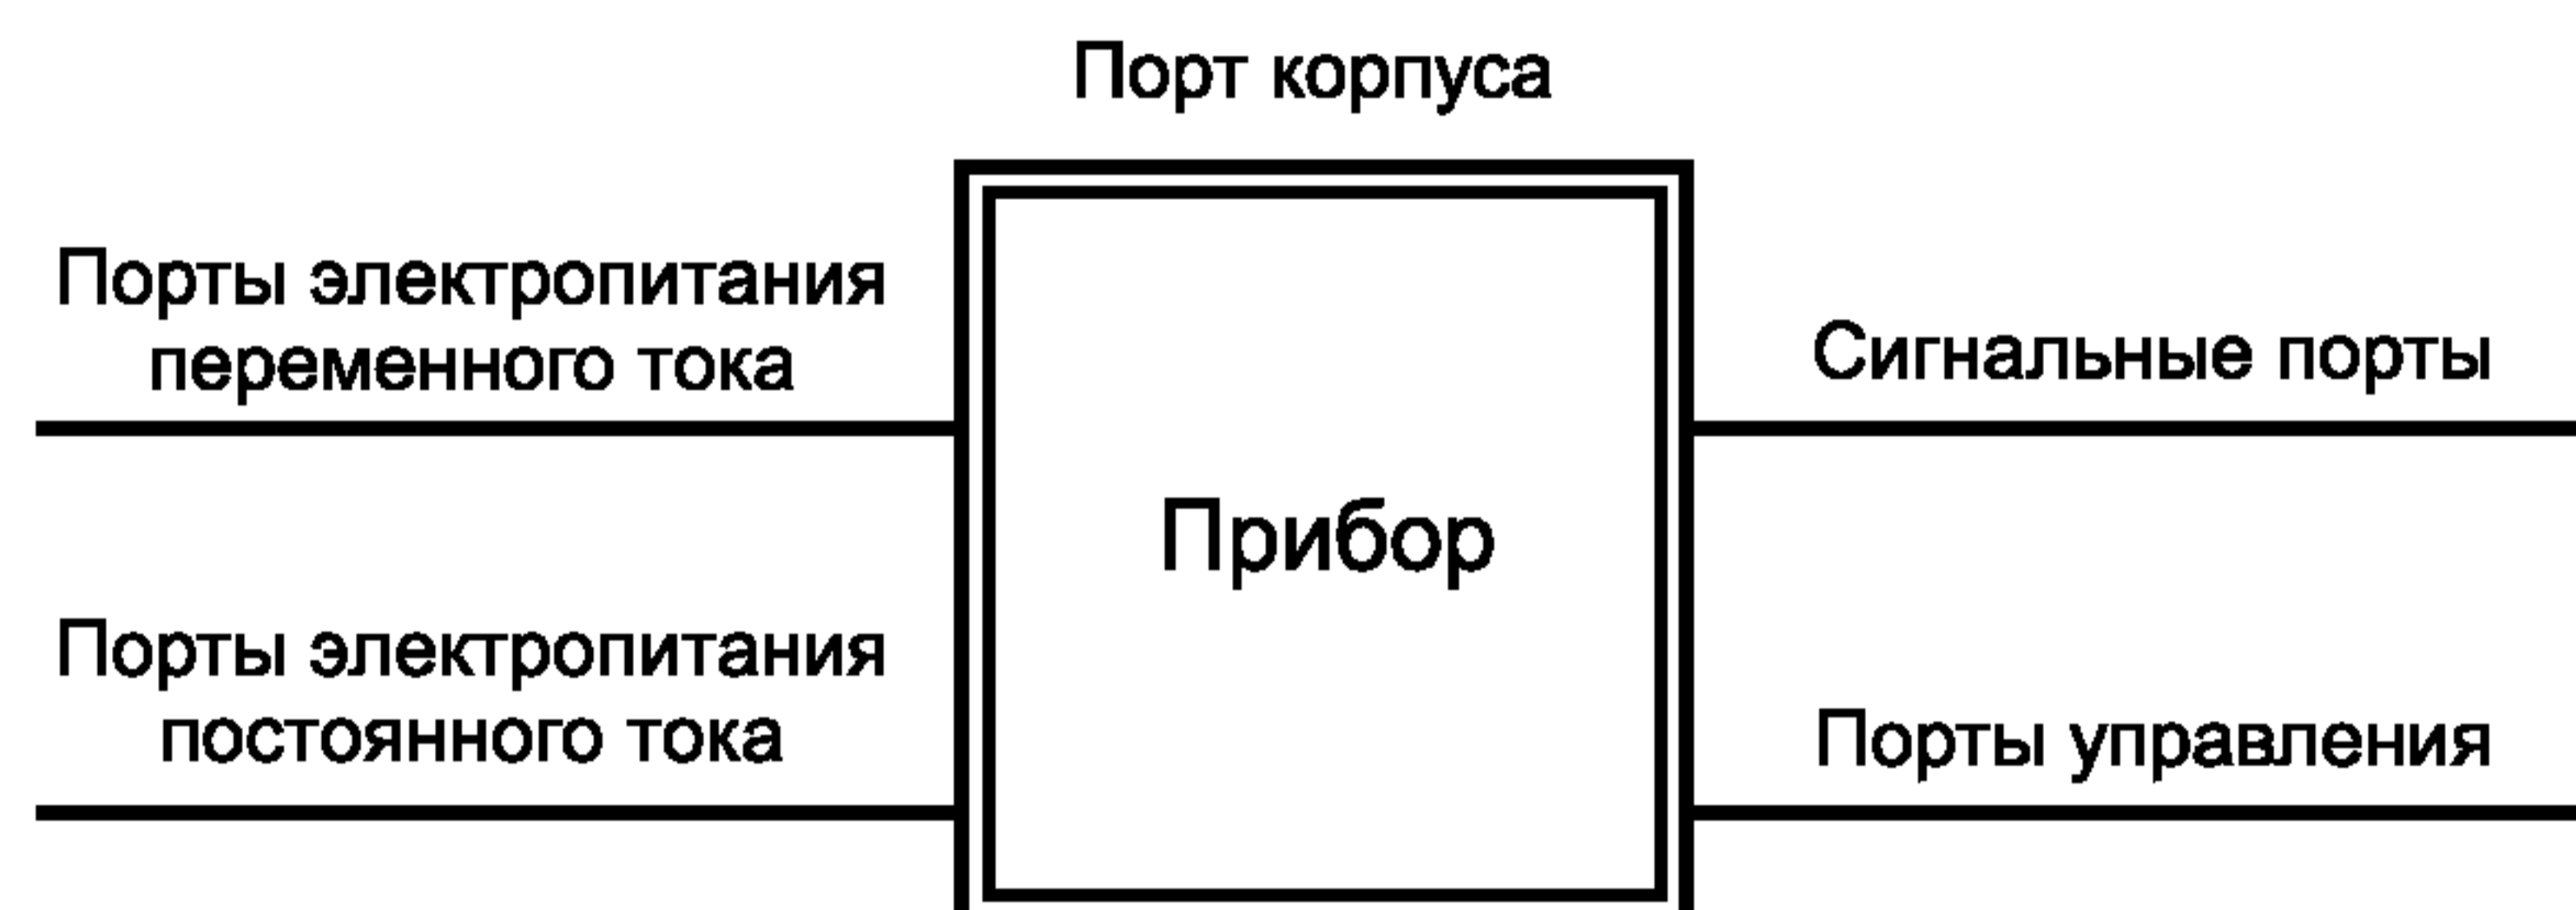 Порт корпуса
Порты электропитания
переменного тока
Сигнальные порты
Прибор
Порты электропитания
постоянного тока
Порты управления